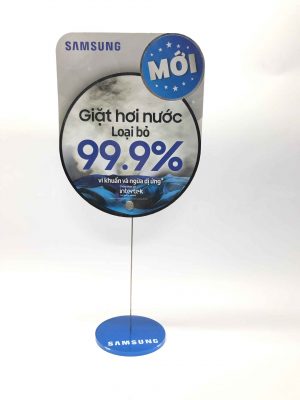 SAMSUNG
MỚI
Giặt hơi nước
Loại bỏ
99.9%
vi khuẩn và ngừa dị ứng*
intertek
SAMSUNG